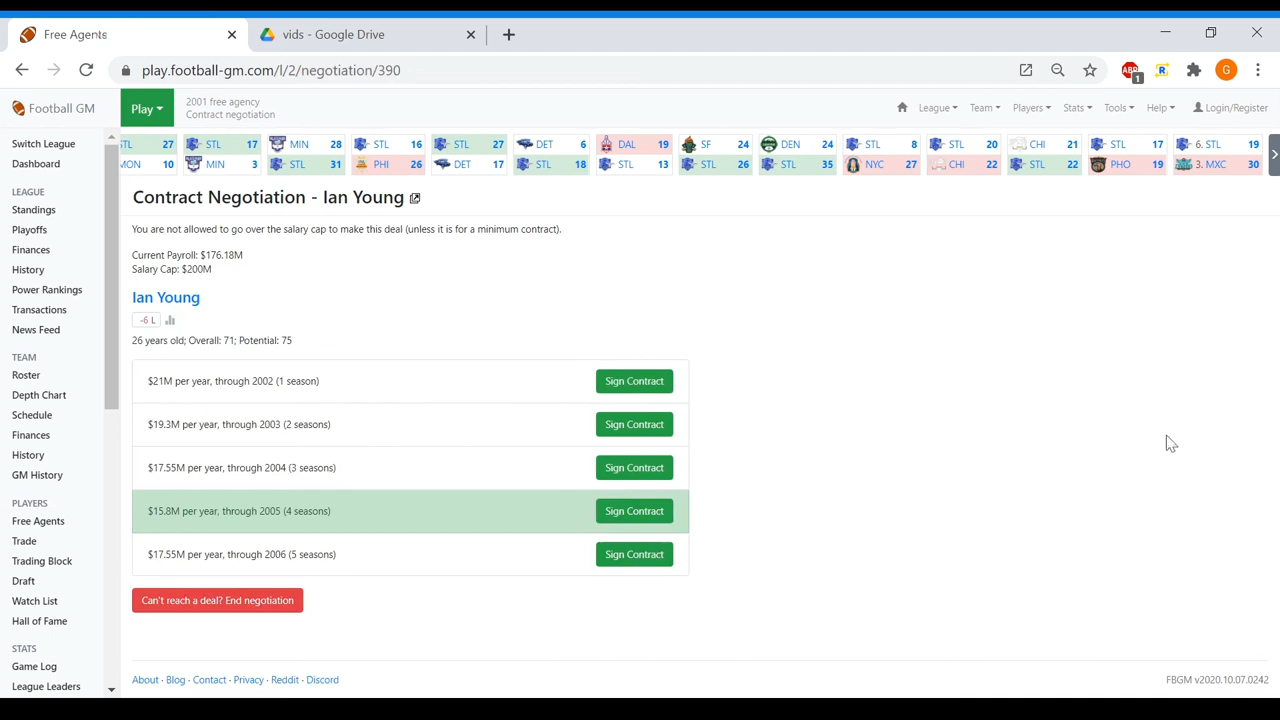 Free Agents
vids - Google Drive
play.football-gm.com/l/2/negotiation/390
ABP
1
R
G
Football GM
Play
2001 free agency
Contract negotiation
League
Team
Players
Stats
Tools
Help
Login/Register
STL 27 STL 17 MIN 28 STL 16 STL 27 DET 6 DAL 19 SF 24 DEN 24 STL 8 STL 20 CHI 21 STL 17 6. STL 19
MON 10 MIN 3 STL 31 PHI 26 DET 17 STL 18 STL 13 STL 26 STL 35 NYC 27 CHI 22 STL 22 PHO 19 3. MXC 30
Switch League
Dashboard
LEAGUE
Standings
Playoffs
Finances
History
Power Rankings
Transactions
News Feed
TEAM
Roster
Depth Chart
Schedule
Finances
History
GM History
PLAYERS
Free Agents
Trade
Trading Block
Draft
Watch List
Hall of Fame
STATS
Game Log
League Leaders
Contract Negotiation - Ian Young
You are not allowed to go over the salary cap to make this deal (unless it is for a minimum contract).
Current Payroll: $176.18M
Salary Cap: $200M
Ian Young
-6 L
26 years old; Overall: 71; Potential: 75
$21M per year, through 2002 (1 season) Sign Contract
$19.3M per year, through 2003 (2 seasons) Sign Contract
$17.55M per year, through 2004 (3 seasons) Sign Contract
$15.8M per year, through 2005 (4 seasons) Sign Contract
$17.55M per year, through 2006 (5 seasons) Sign Contract
Can't reach a deal? End negotiation
About · Blog · Contact · Privacy · Reddit · Discord
FBGM v2020.10.07.0242